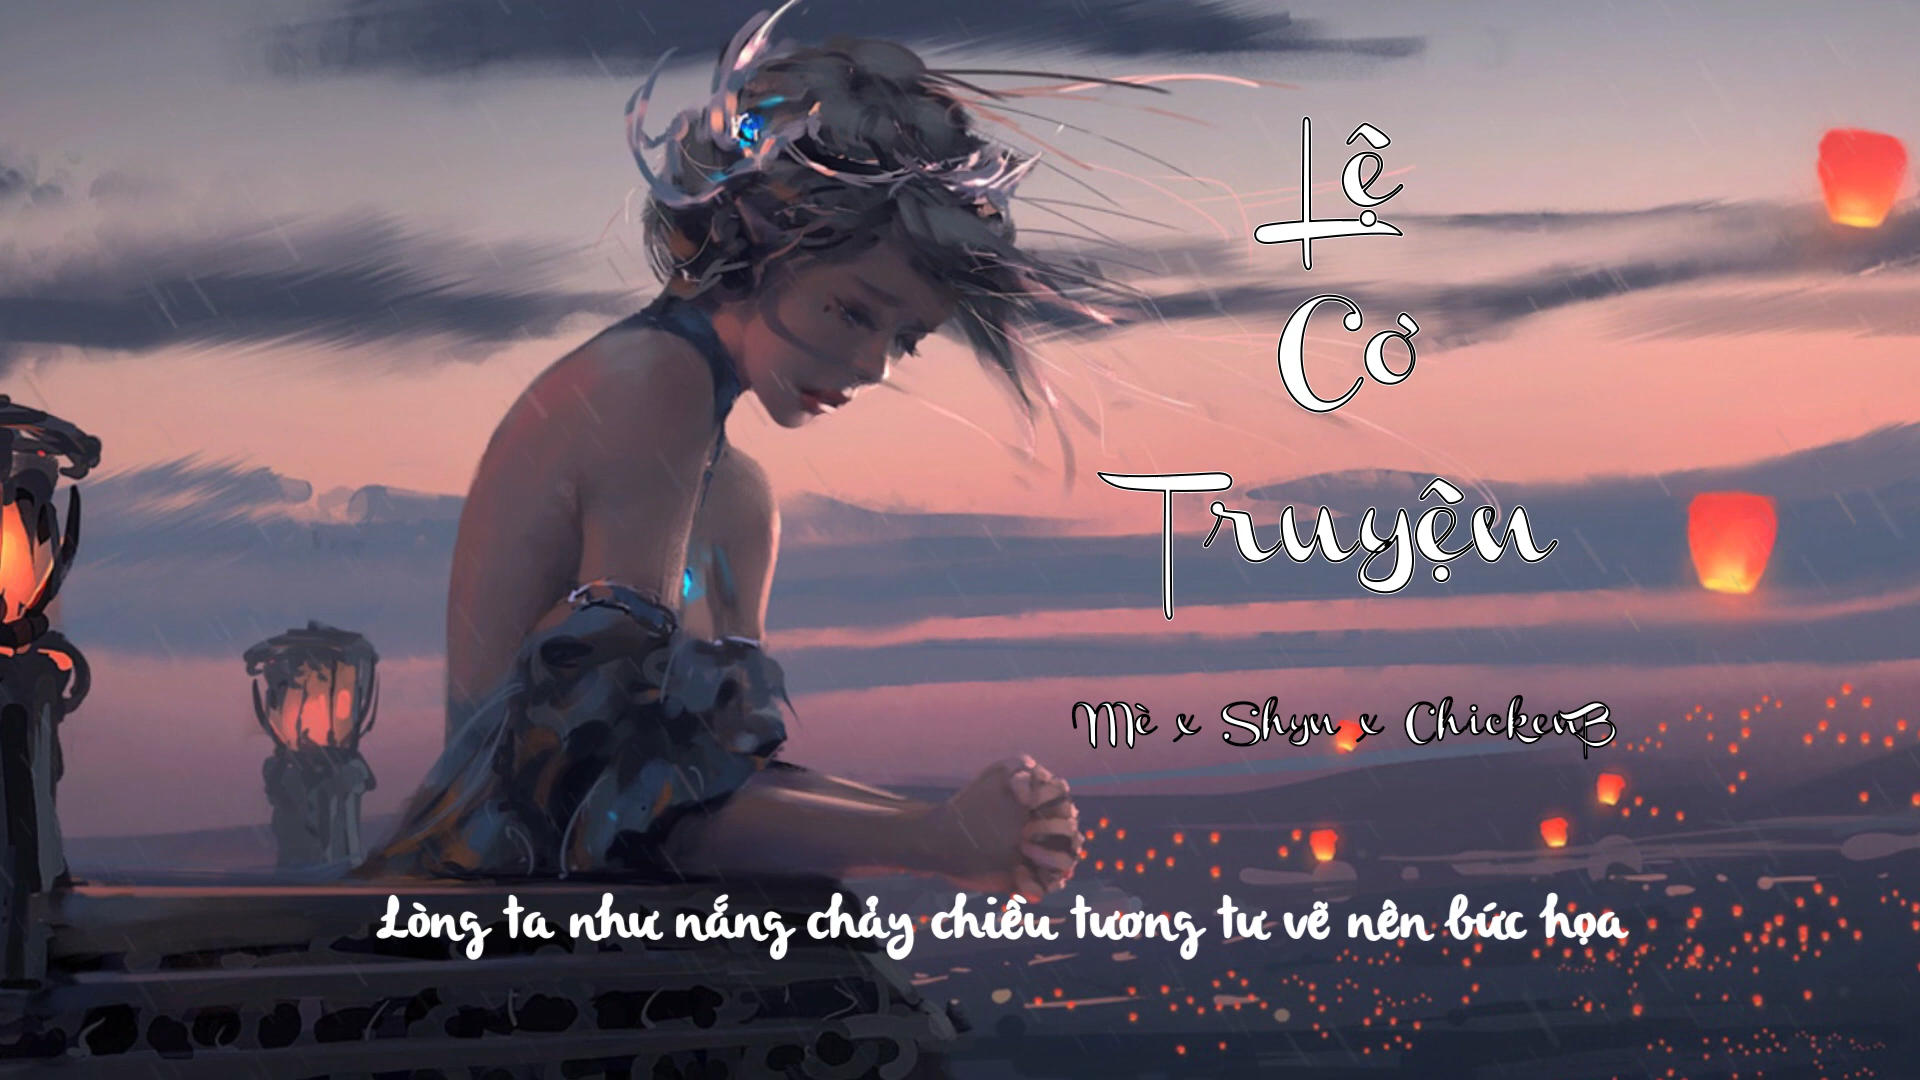 Lệ
Cơ
Truyện
Mè x Shyn x ChickenB
Lòng ta như nắng chảy chiều tương tư vẽ nên bức họa